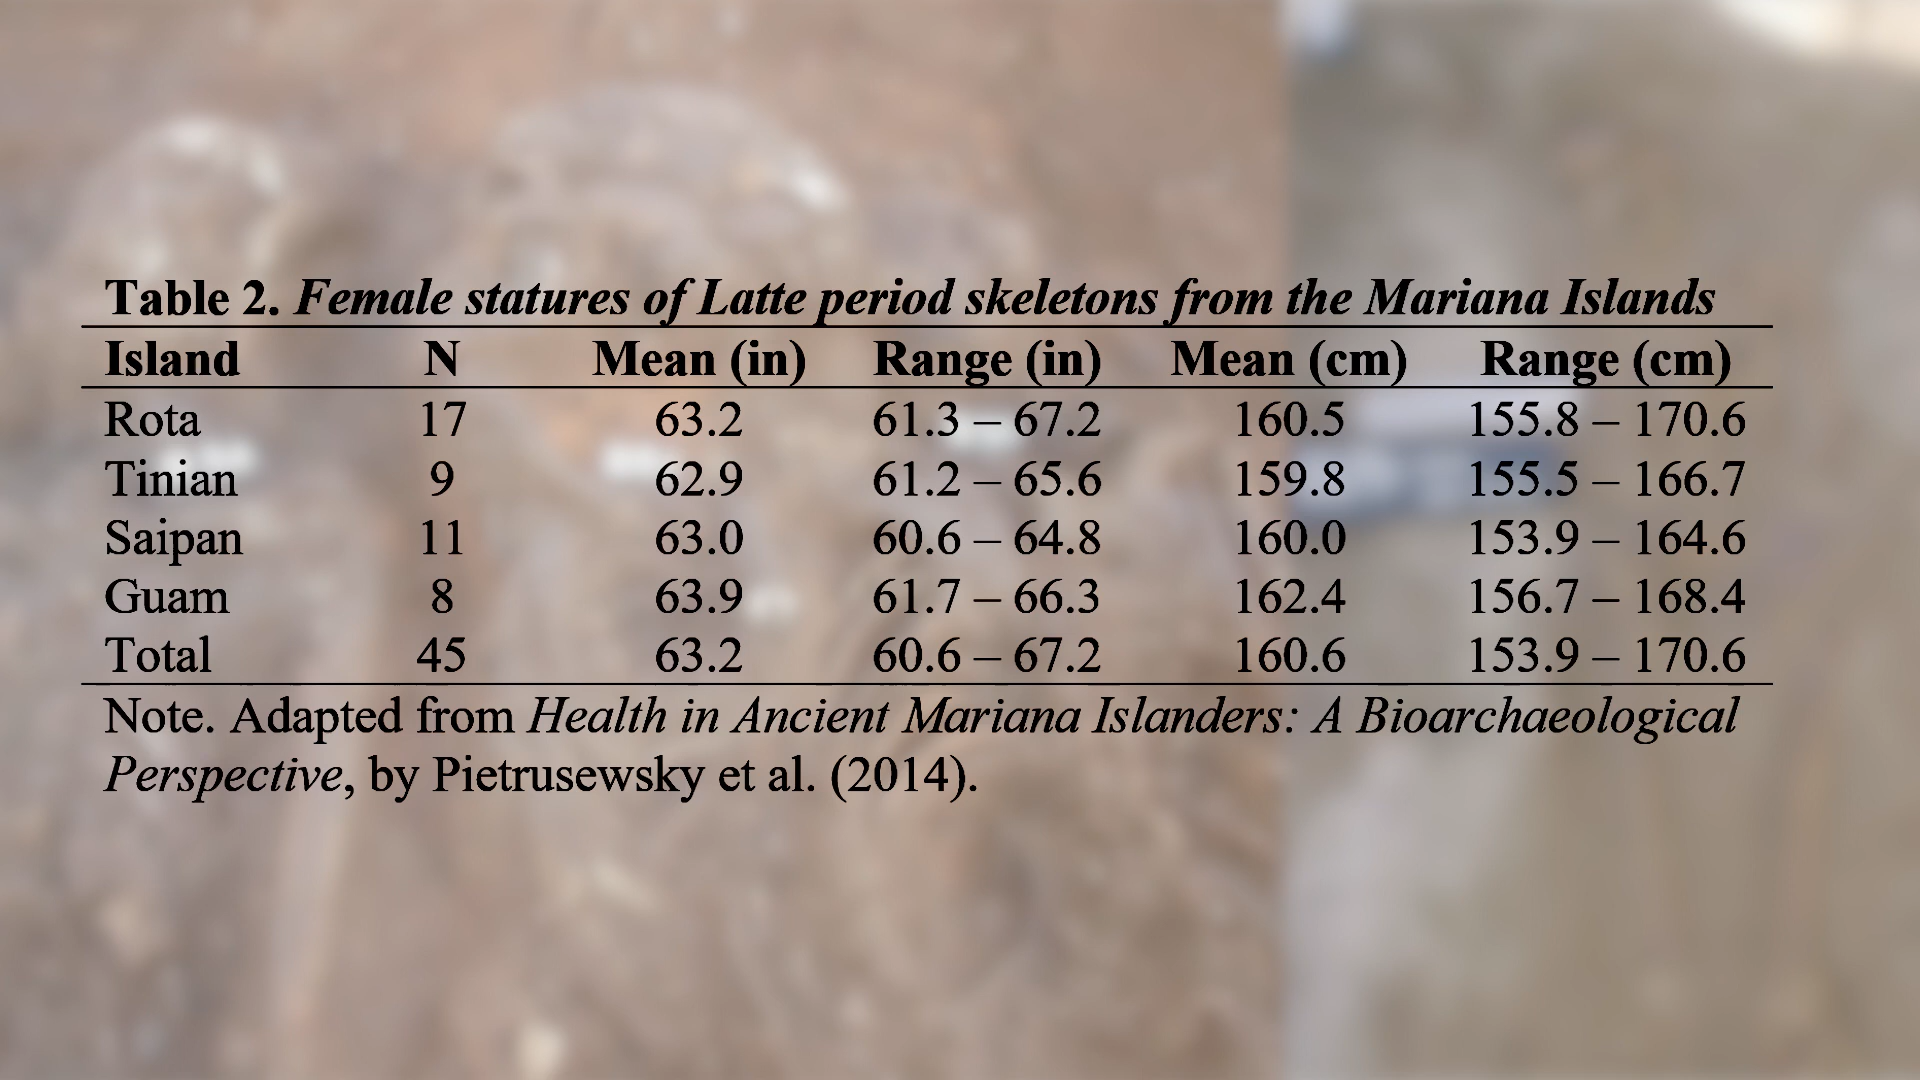 Table 2. Female statures of Latte period skeletons from the Mariana Islands
Island N Mean (in) Range (in) Mean (cm) Range (cm)
Rota 17 63.2 61.3 – 67.2 160.5 155.8 – 170.6
Tinian 9 62.9 61.2 – 65.6 159.8 155.5 – 166.7
Saipan 11 63.0 60.6 – 64.8 160.0 153.9 – 164.6
Guam 8 63.9 61.7 – 66.3 162.4 156.7 – 168.4
Total 45 63.2 60.6 – 67.2 160.6 153.9 – 170.6
Note. Adapted from Health in Ancient Mariana Islanders: A Bioarchaeological
Perspective, by Pietrusewsky et al. (2014).